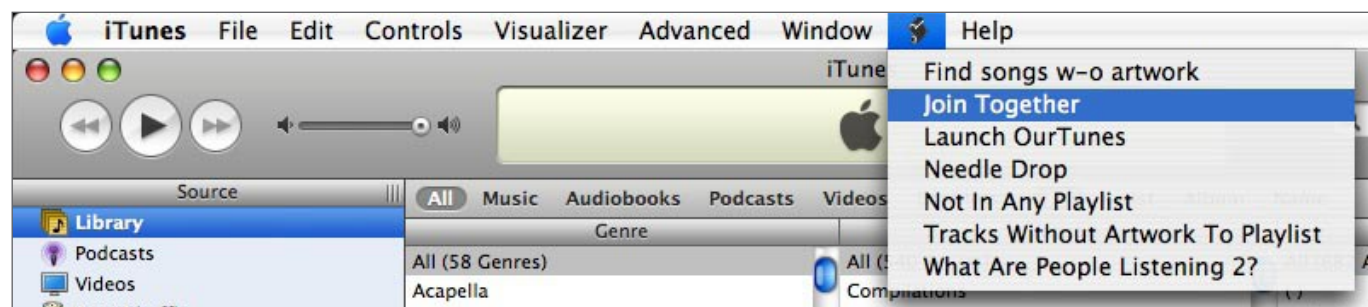 iTunes File Edit Controls Visualizer Advanced Window Help
iTune
Find songs w-o artwork
Join Together
Launch OurTunes
Needle Drop
Not In Any Playlist
Tracks Without Artwork To Playlist
What Are People Listening 2?
Source
All Music Audiobooks Podcasts Videos
Library
Genre
Podcasts
All (58 Genres)
Videos
Acapella
Compilations